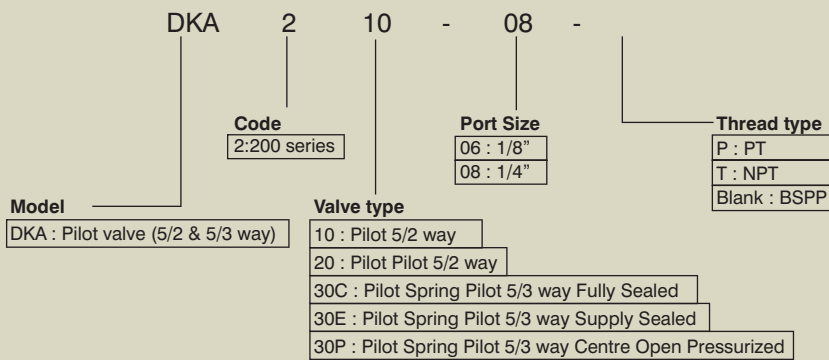 DKA 2 10 - 08 -
Code
2:200 series
Port Size
06 : 1/8”
08 : 1/4”
Thread type
P : PT
T : NPT
Blank : BSPP
Model
DKA : Pilot valve (5/2 & 5/3 way)
Valve type
10 : Pilot 5/2 way
20 : Pilot Pilot 5/2 way
30C : Pilot Spring Pilot 5/3 way Fully Sealed
30E : Pilot Spring Pilot 5/3 way Supply Sealed
30P : Pilot Spring Pilot 5/3 way Centre Open Pressurized